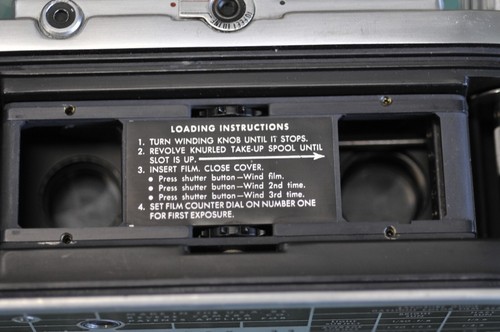 LOADING INSTRUCTIONS
1. TURN WINDING KNOB UNTIL IT STOPS.
2. REVOLVE KNURLED TAKE-UP SPOOL UNTIL
SLOT IS UP.
3. INSERT FILM. CLOSE COVER.
• Press shutter button—Wind film.
• Press shutter button—Wind 2nd time.
• Press shutter button—Wind 3rd time.
4. SET FILM COUNTER DIAL ON NUMBER ONE
FOR FIRST EXPOSURE.